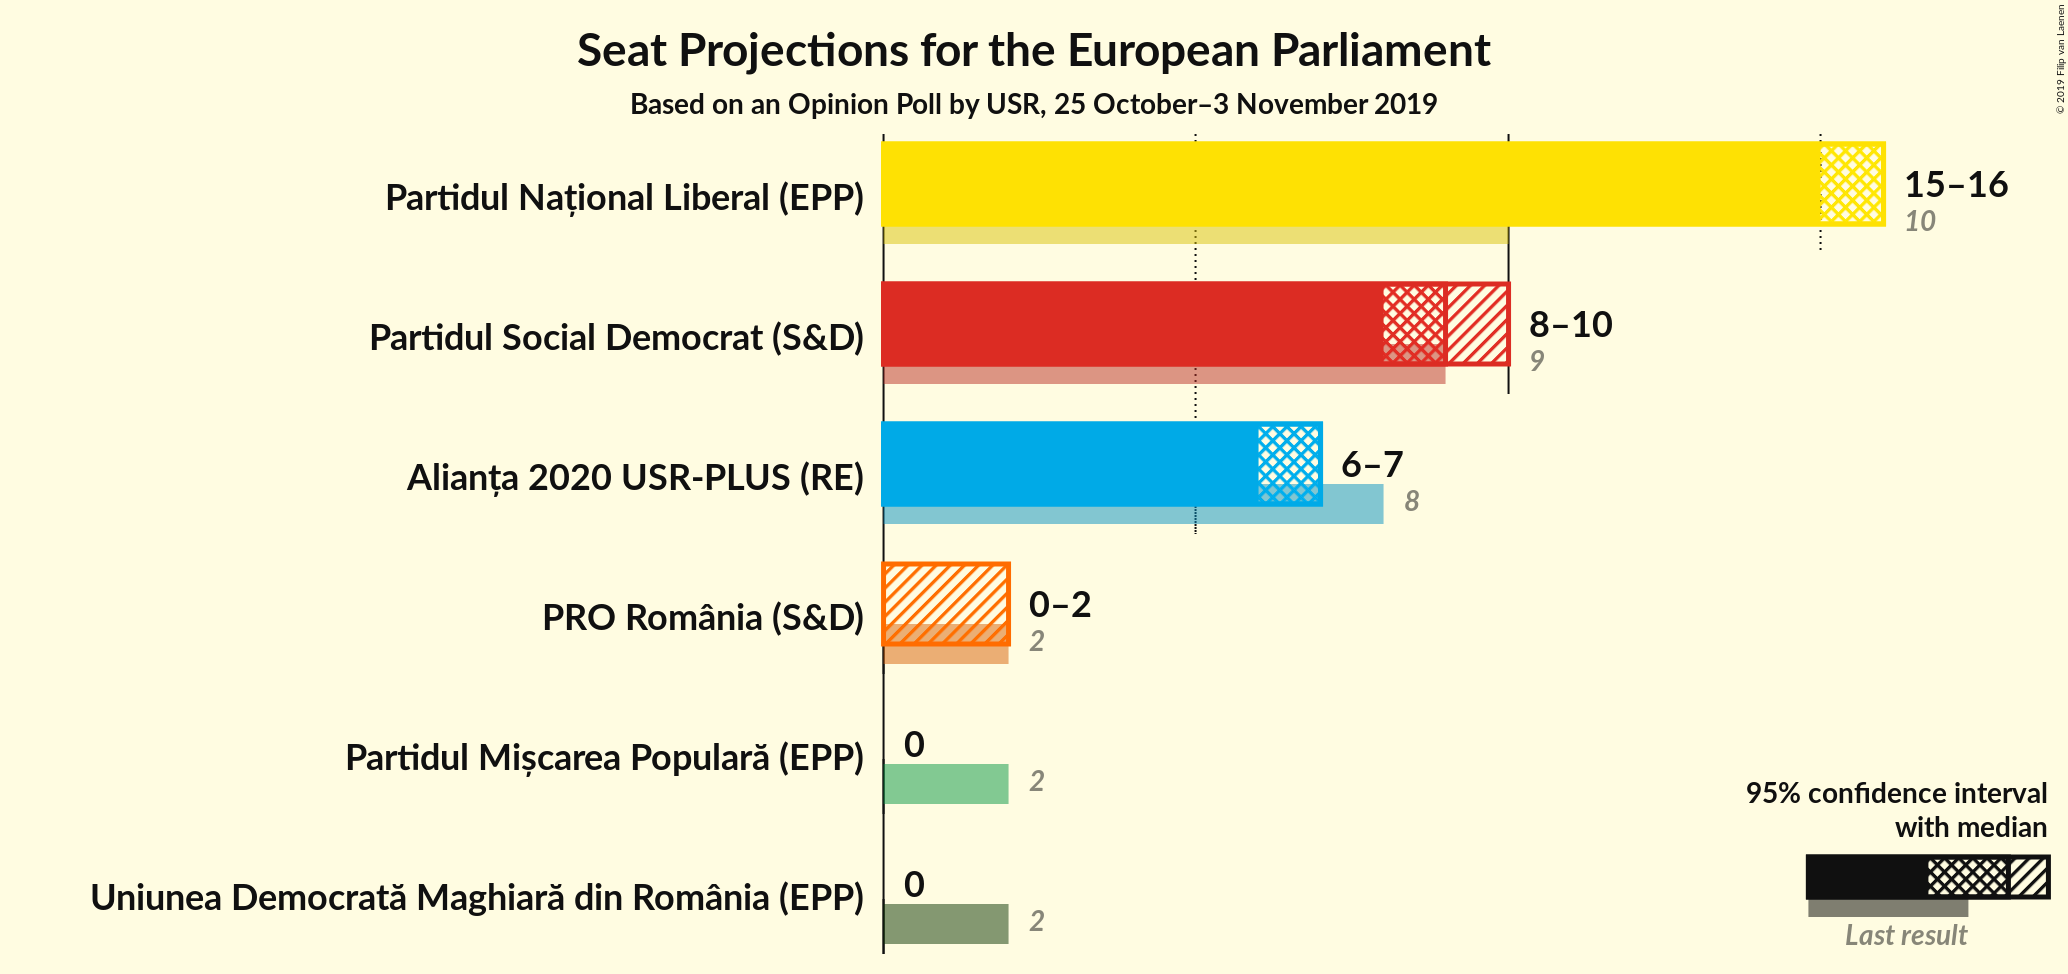 Seat Projections for the European Parliament
Based on an Opinion Poll by USR, 25 October–3 November 2019
© 2019 Filip van Laenen
Partidul Național Liberal (EPP)
15–16
10
Partidul Social Democrat (S&D)
8–10
9
Alianța 2020 USR-PLUS (RE)
6–7
8
PRO România (S&D)
0–2
2
Partidul Mișcarea Populară (EPP)
0
2
Uniunea Democrată Maghiară din România (EPP)
0
2
95% confidence interval
with median
Last result